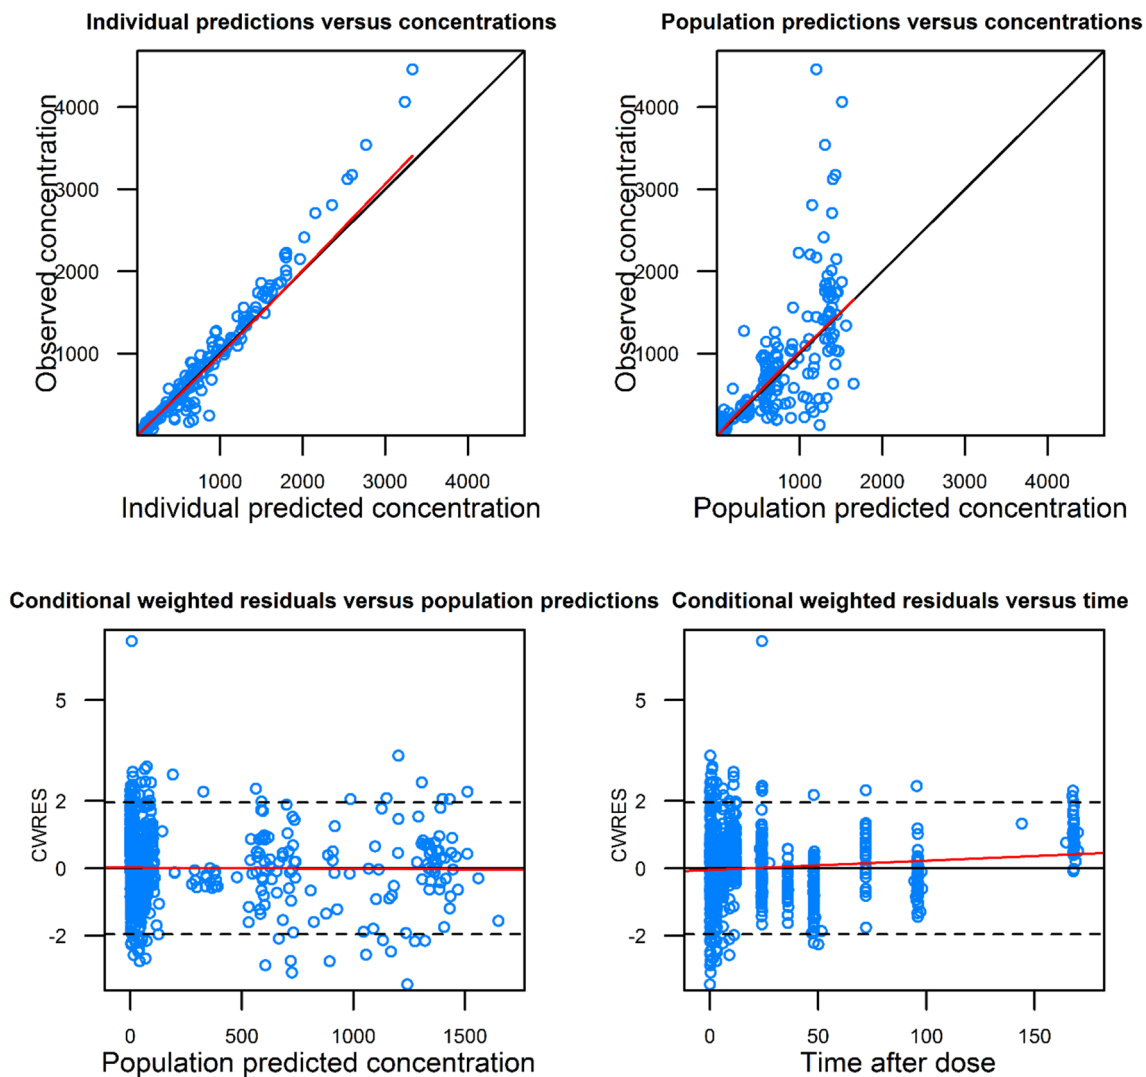 Individual predictions versus concentrations
Observed concentration
4000
3000
2000
1000
1000 2000 3000 4000
Individual predicted concentration
Population predictions versus concentrations
Observed concentration
4000
3000
2000
1000
1000 2000 3000 4000
Population predicted concentration
Conditional weighted residuals versus population predictions
CWRES
5
2
0
-2
0 500 1000 1500
Population predicted concentration
Conditional weighted residuals versus time
CWRES
5
2
0
-2
0 50 100 150
Time after dose